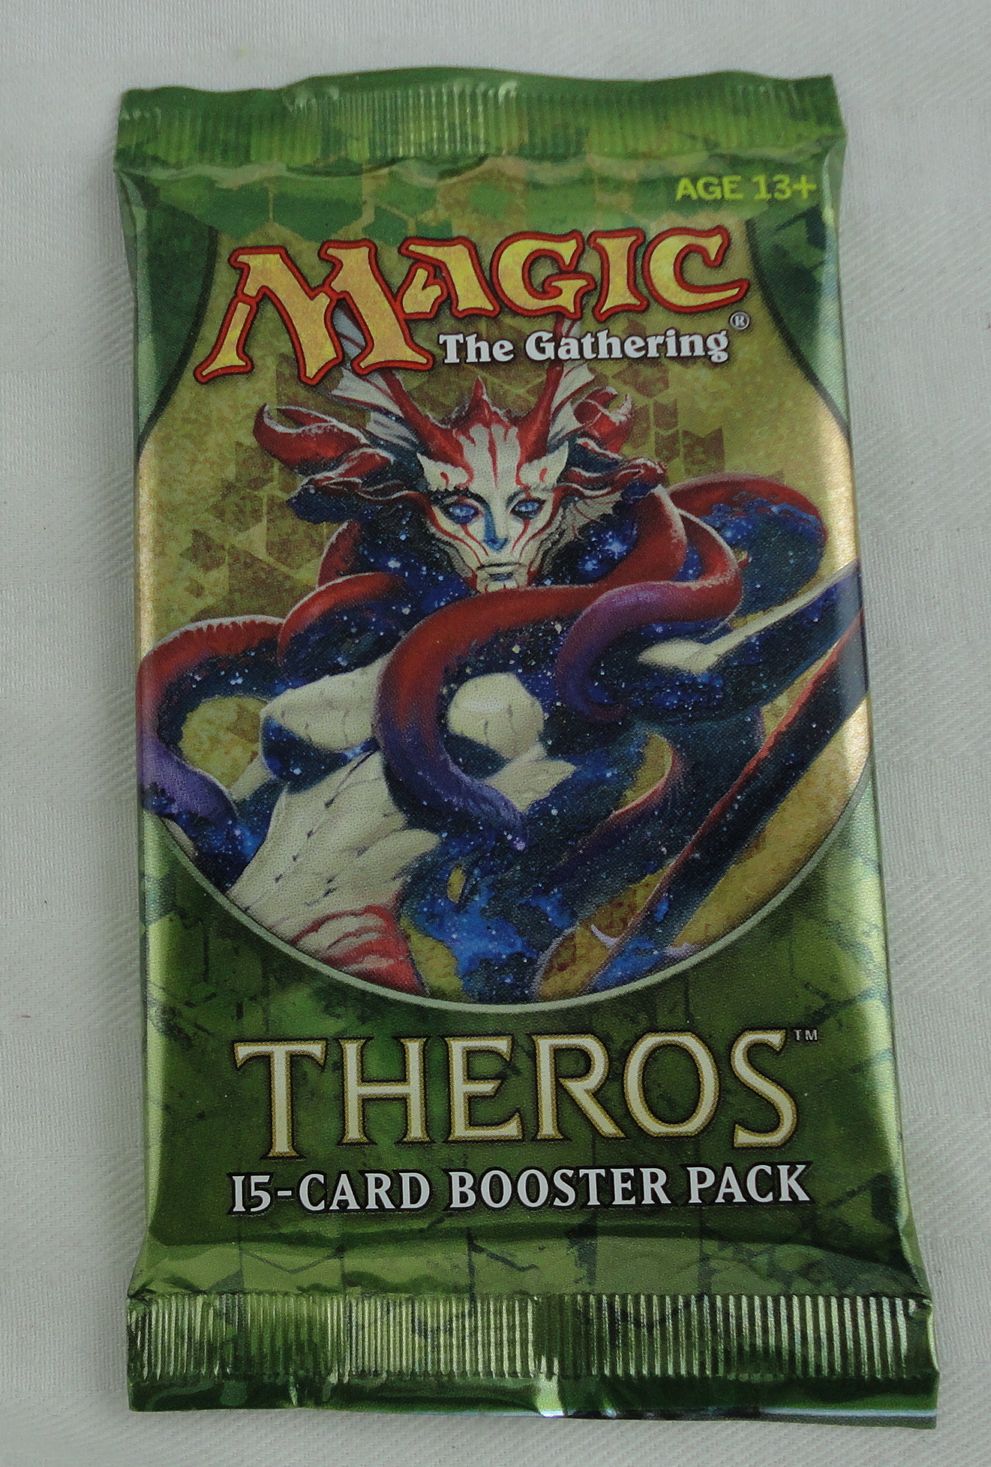 AGE 13+
MAGIC
The Gathering®
THEROS™
15-CARD BOOSTER PACK